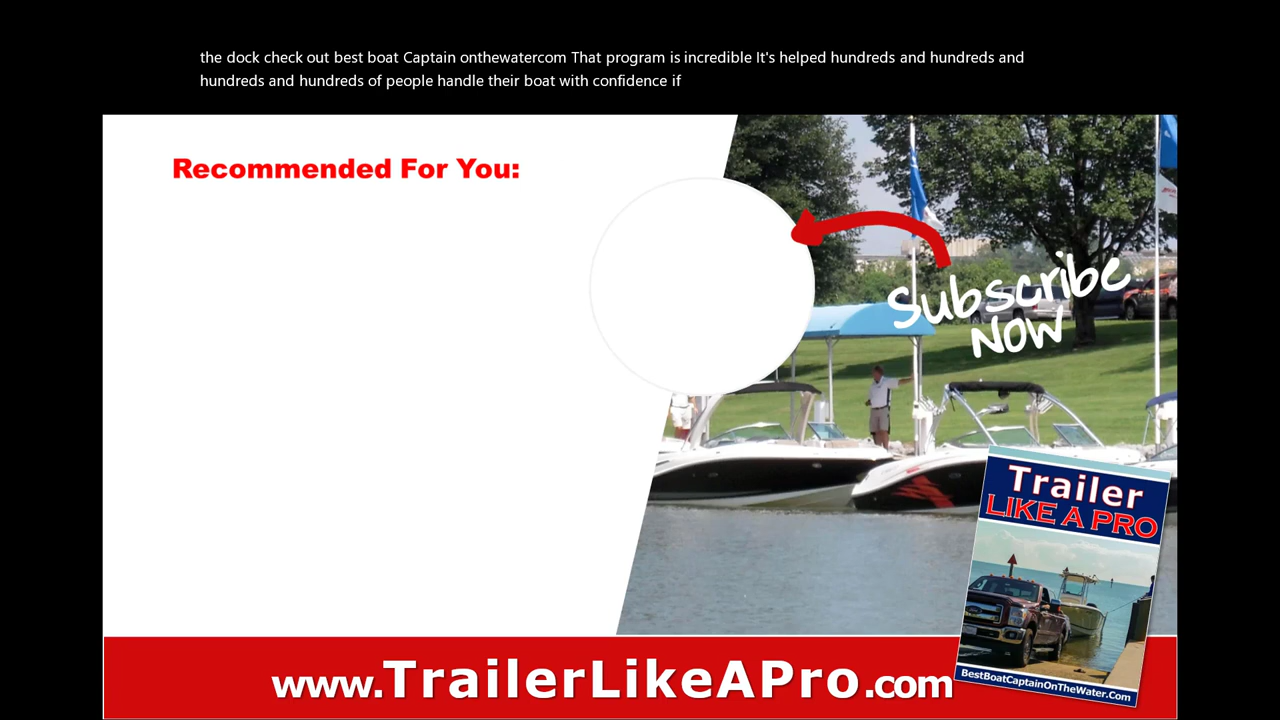 the dock check out best boat Captain onthewatercom That program is incredible It's helped hundreds and hundreds and
hundreds and hundreds of people handle their boat with confidence if
Recommended For You:
Subscribe
NOW
Trailer
LIKE A PRO
BestBoatCaptainOnTheWater.Com
www.TrailerLikeAPro.com